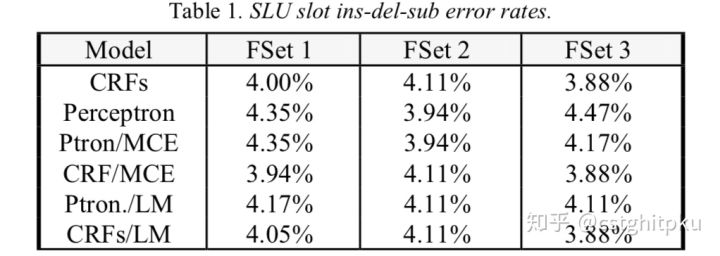 Table 1. SLU slot ins-del-sub error rates.
Model FSet 1 FSet 2 FSet 3
CRFs 4.00% 4.11% 3.88%
Perceptron 4.35% 3.94% 4.47%
Ptron/MCE 4.35% 3.94% 4.17%
CRF/MCE 3.94% 4.11% 3.88%
Ptron./LM 4.17% 4.11% 4.11%
CRFs/LM 4.05% 4.11% 3.88%
知乎 @cstghitpku